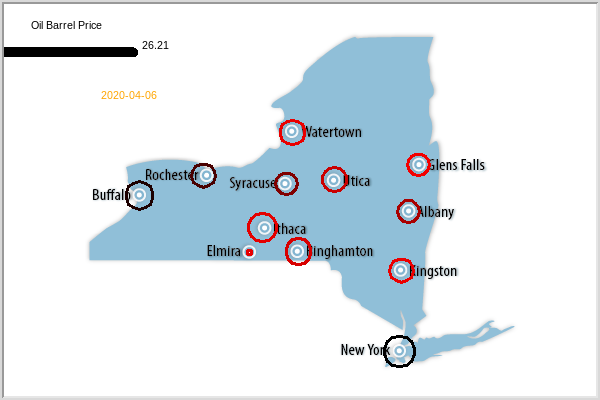 Oil Barrel Price
26.21
2020-04-06
Watertown
Glens Falls
Rochester
Syracuse
Utica
Buffalo
Albany
Ithaca
Elmira
Binghamton
Kingston
New York